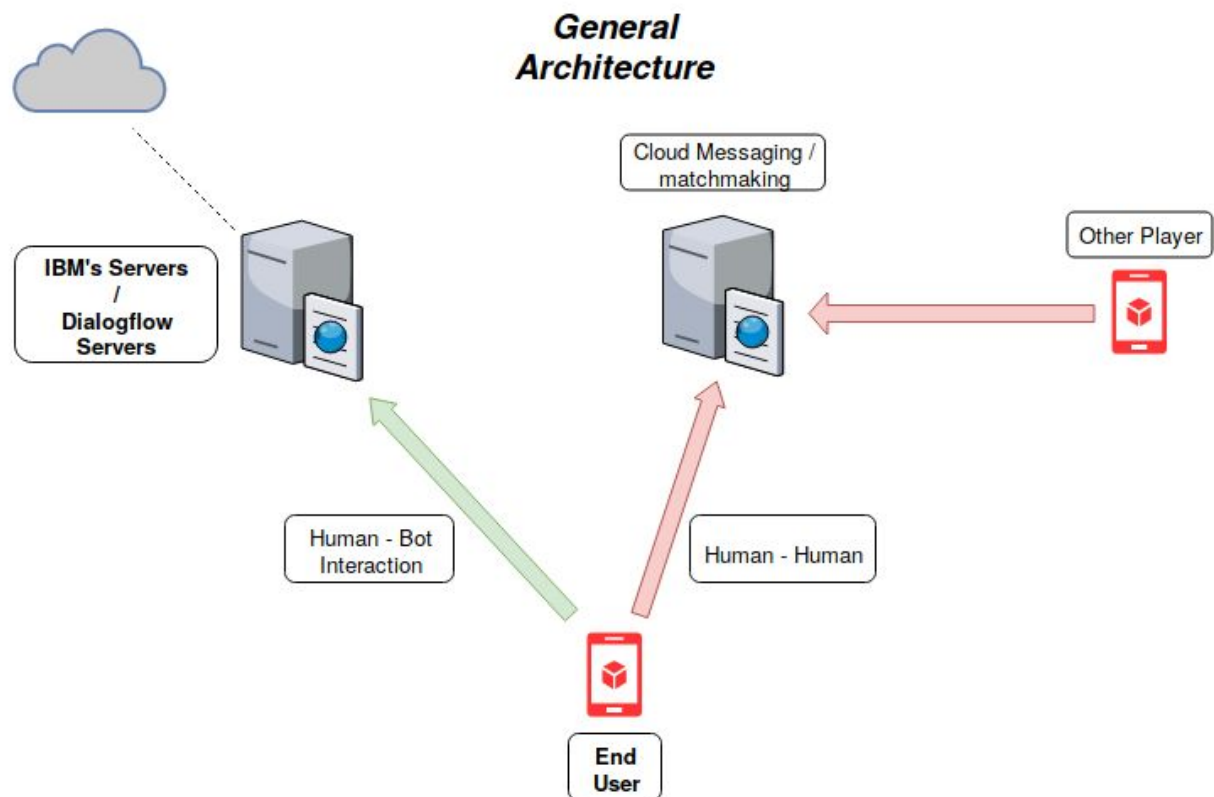 General
Architecture
Cloud Messaging /
matchmaking
Other Player
IBM's Servers
/
Dialogflow
Servers
Human - Bot
Interaction
Human - Human
End
User